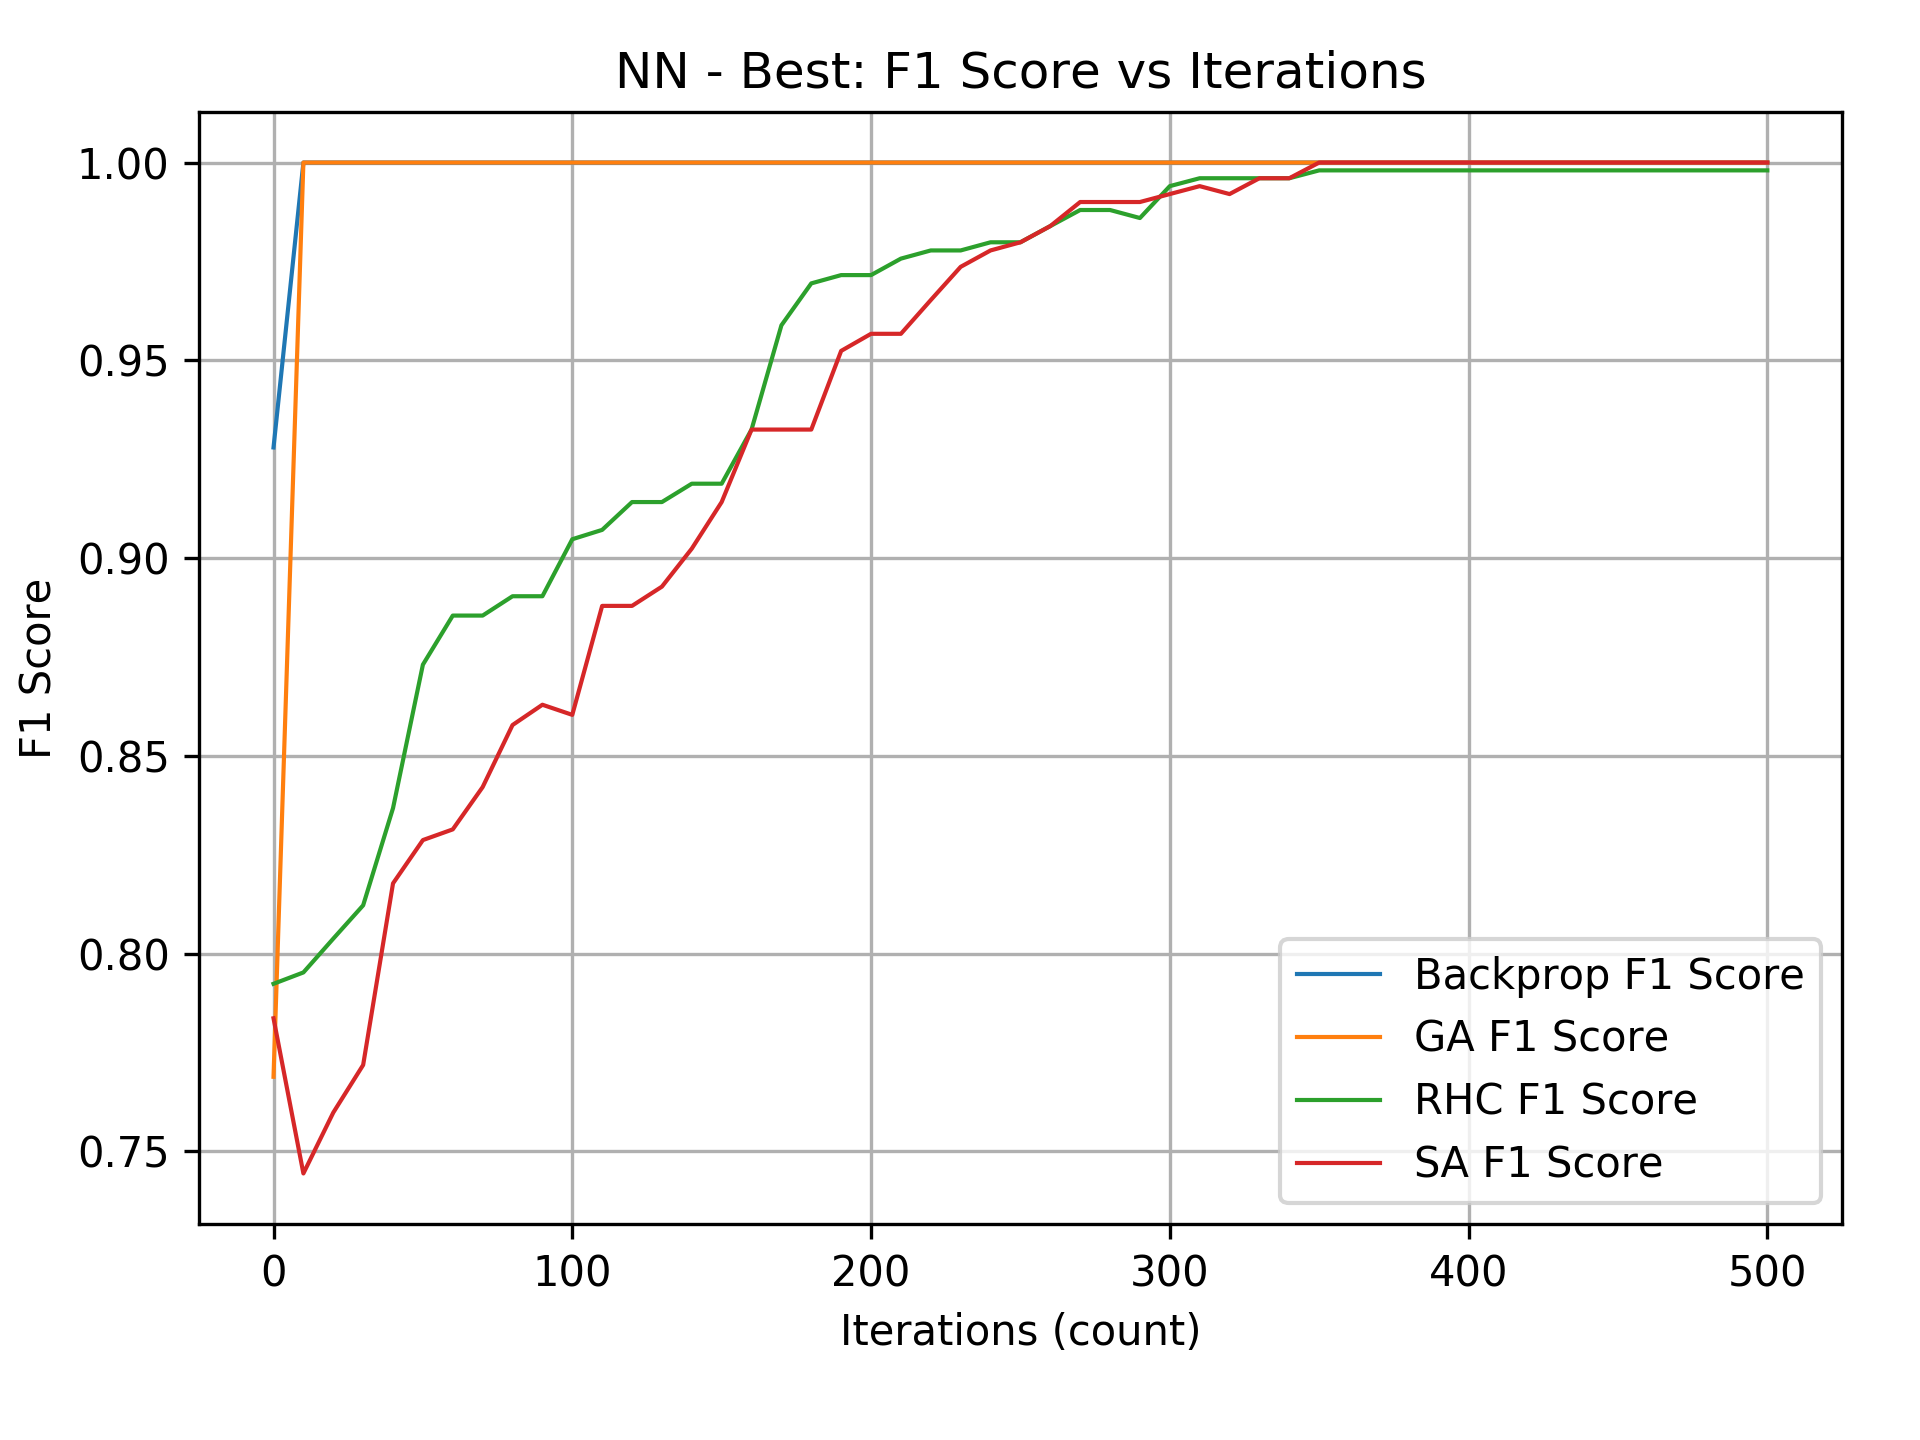 NN - Best: F1 Score vs Iterations
1.00
0.95
0.90
0.85
0.80
0.75
F1 Score
0 100 200 300 400 500
Iterations (count)
Backprop F1 Score
GA F1 Score
RHC F1 Score
SA F1 Score